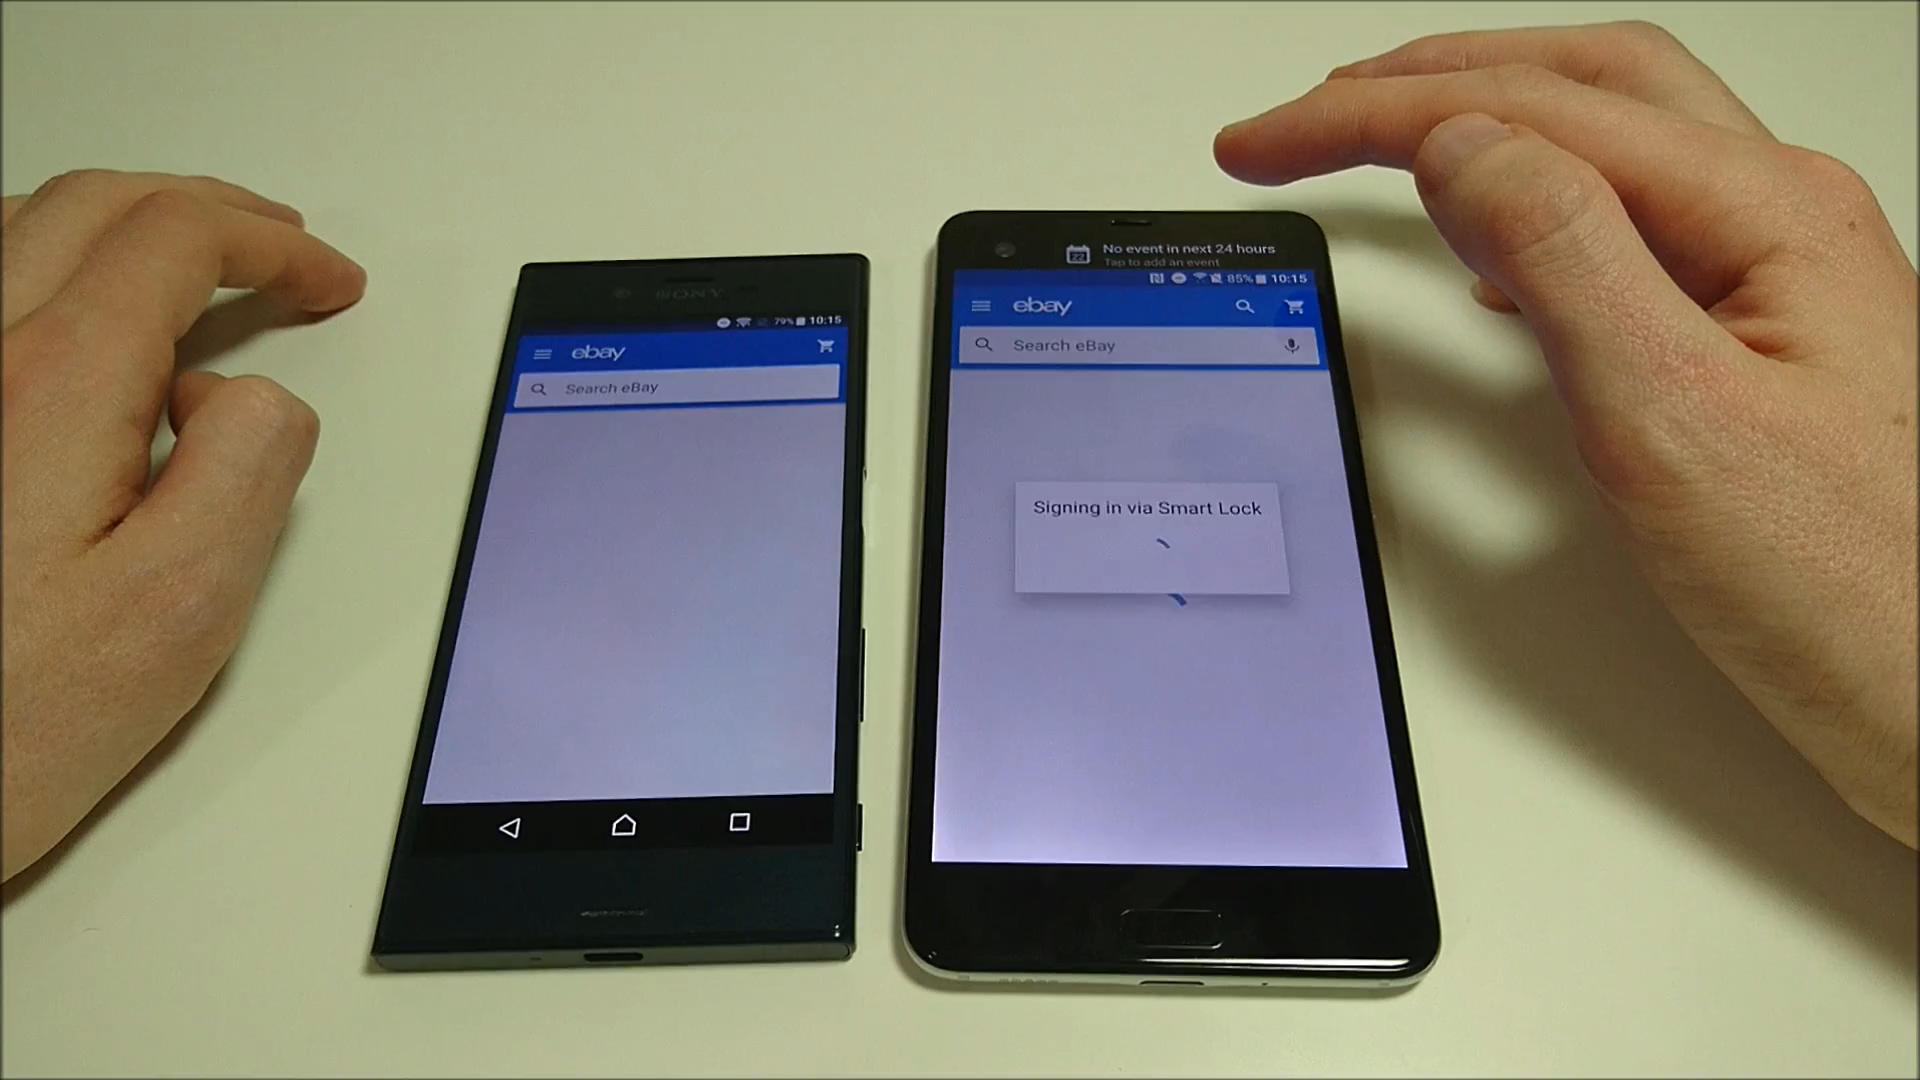 SONY
79% 10:15
ebay
Search eBay
No event in next 24 hours
Tap to add an event
85% 10:15
ebay
Search eBay
Signing in via Smart Lock